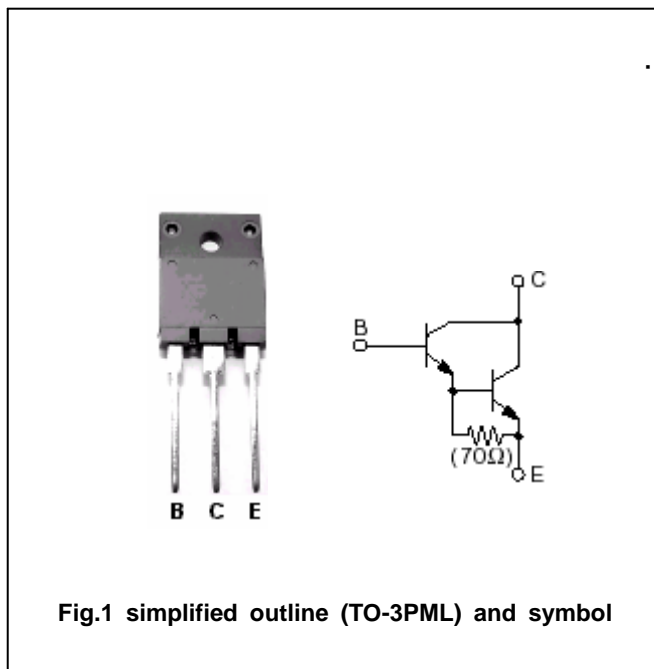 .
C
B
(70Ω)
E
B C E
Fig.1 simplified outline (TO-3PML) and symbol